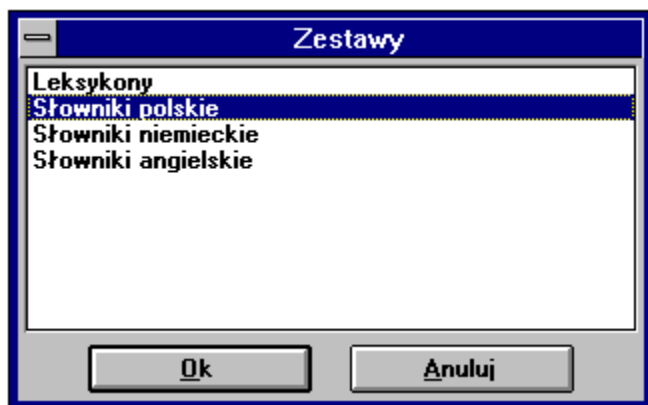 Zestawy
Leksykony
Słowniki polskie
Słowniki niemieckie
Słowniki angielskie
Ok
Anuluj